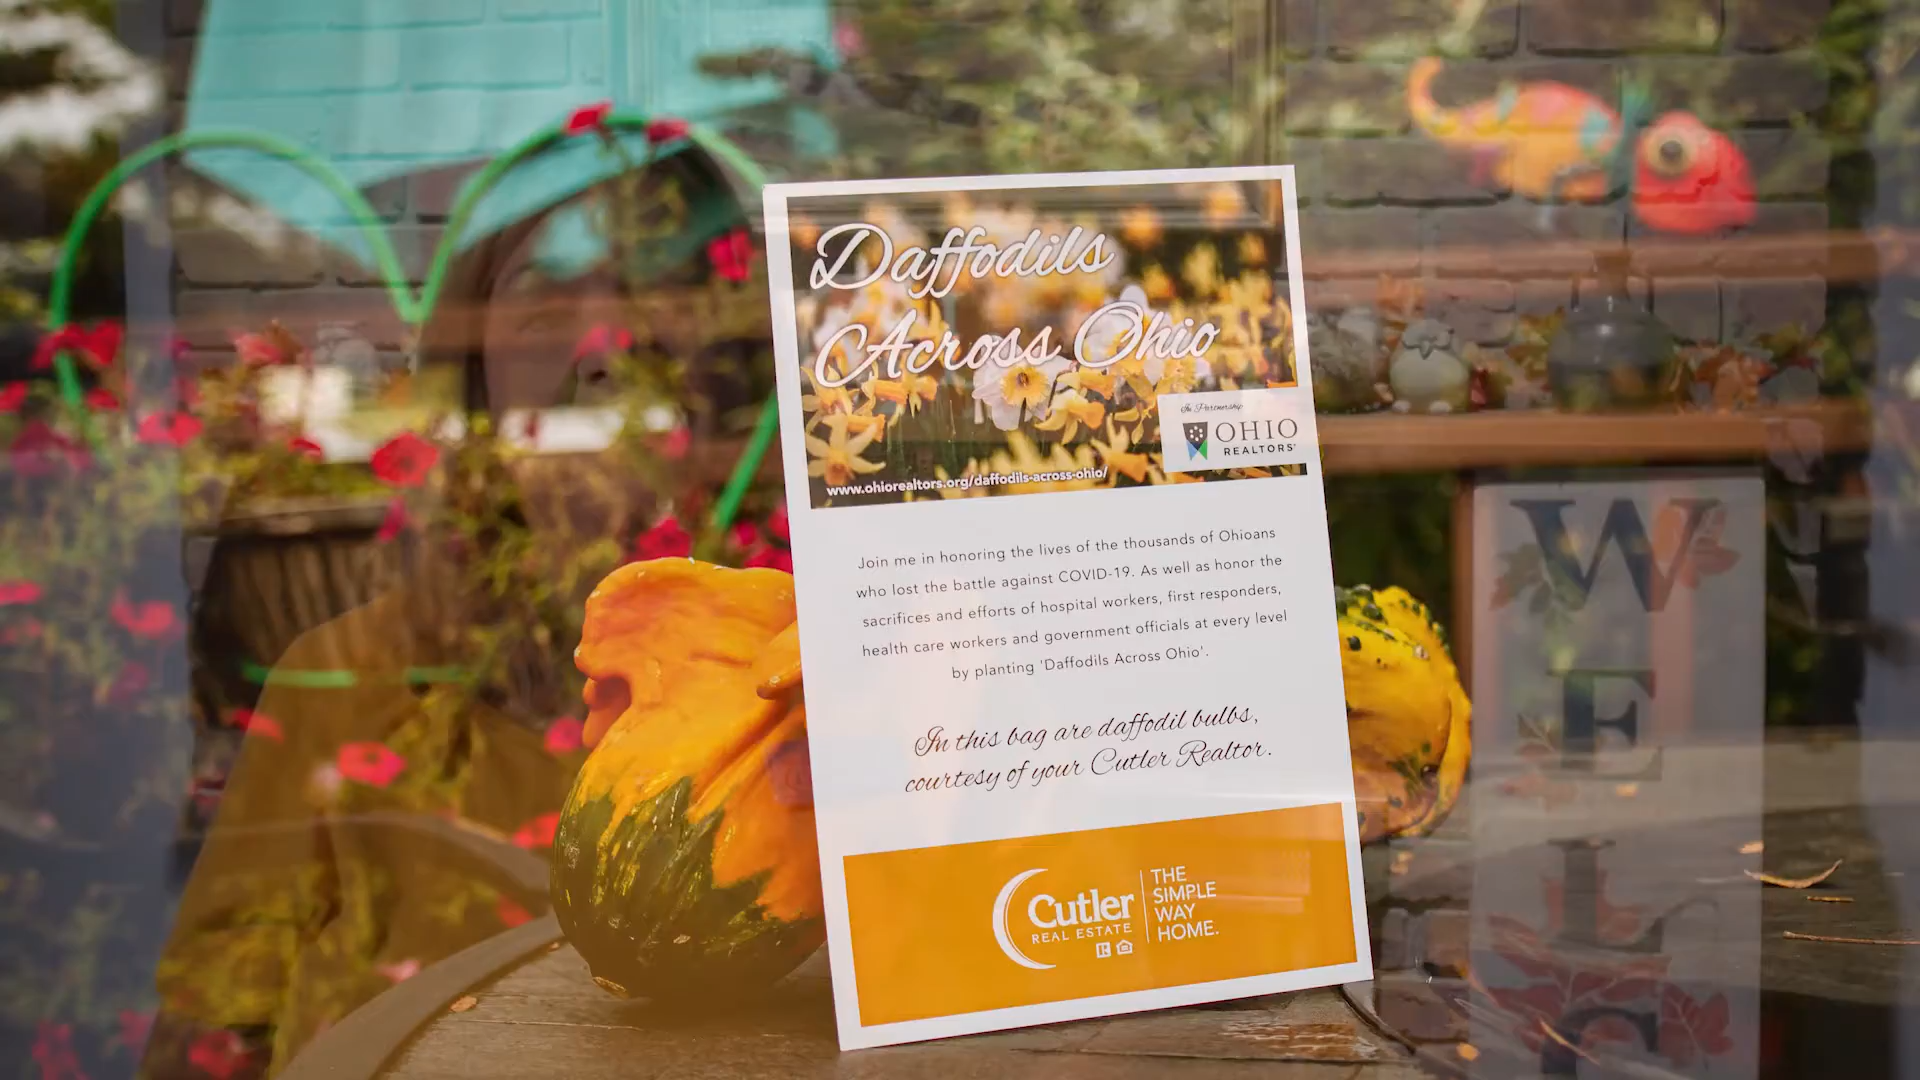 Daffodils
Across Ohio
In Partnership
OHIO
REALTORS
www.ohiorealtors.org/daffodils-across-ohio/
Join me in honoring the lives of the thousands of Ohioans
who lost the battle against COVID-19. As well as honor the
sacrifices and efforts of hospital workers, first responders,
health care workers and government officials at every level
by planting 'Daffodils Across Ohio'.
In this bag are daffodil bulbs,
courtesy of your Cutler Realtor.
Cutler
REAL ESTATE
THE
SIMPLE
WAY
HOME.
W
E
L
C